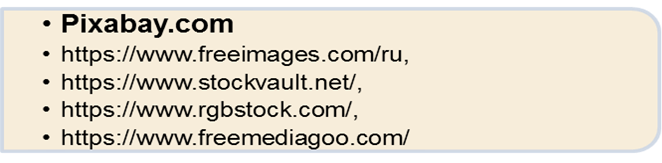 • Pixabay.com
• https://www.freeimages.com/ru,
• https://www.stockvault.net/,
• https://www.rgbstock.com/,
• https://www.freemediagoo.com/